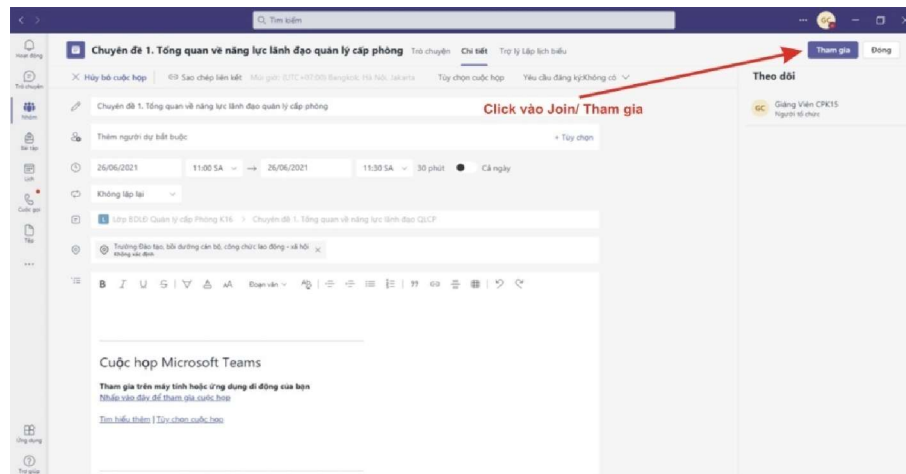 Tìm kiếm
Hoạt động
Trò chuyện
Nhóm
Bài tập
Lịch
Cuộc gọi
Tệp
Ứng dụng
Trợ giúp
Chuyên đề 1. Tổng quan về năng lực lãnh đạo quản lý cấp phòng Trò chuyện Chi tiết Trợ lý Lập lịch biểu
Tham gia Đóng
Hủy bỏ cuộc họp Sao chép liên kết Múi giờ: (UTC+07:00) Bangkok, Hà Nội, Jakarta Tùy chọn cuộc họp Yêu cầu đăng ký:Không có
Chuyên đề 1. Tổng quan về năng lực lãnh đạo quản lý cấp phòng
Click vào Join/ Tham gia
Thêm người dự bắt buộc + Tùy chọn
26/06/2021 11:00 SA → 26/06/2021 11:30 SA 30 phút Cả ngày
Không lặp lại
L Lớp BDLĐ Quản lý cấp Phòng K16 > Chuyên đề 1. Tổng quan về năng lực lãnh đạo QLCP
Trường Đào tạo, bồi dưỡng cán bộ, công chức lao động - xã hội
Không xác định
B I U S A AA Đoạn văn
Cuộc họp Microsoft Teams
Tham gia trên máy tính hoặc ứng dụng di động của bạn
Nhấp vào đây để tham gia cuộc họp
Tìm hiểu thêm | Tùy chọn cuộc họp
Theo dõi
GC Giảng Viên CPK15
Người tổ chức